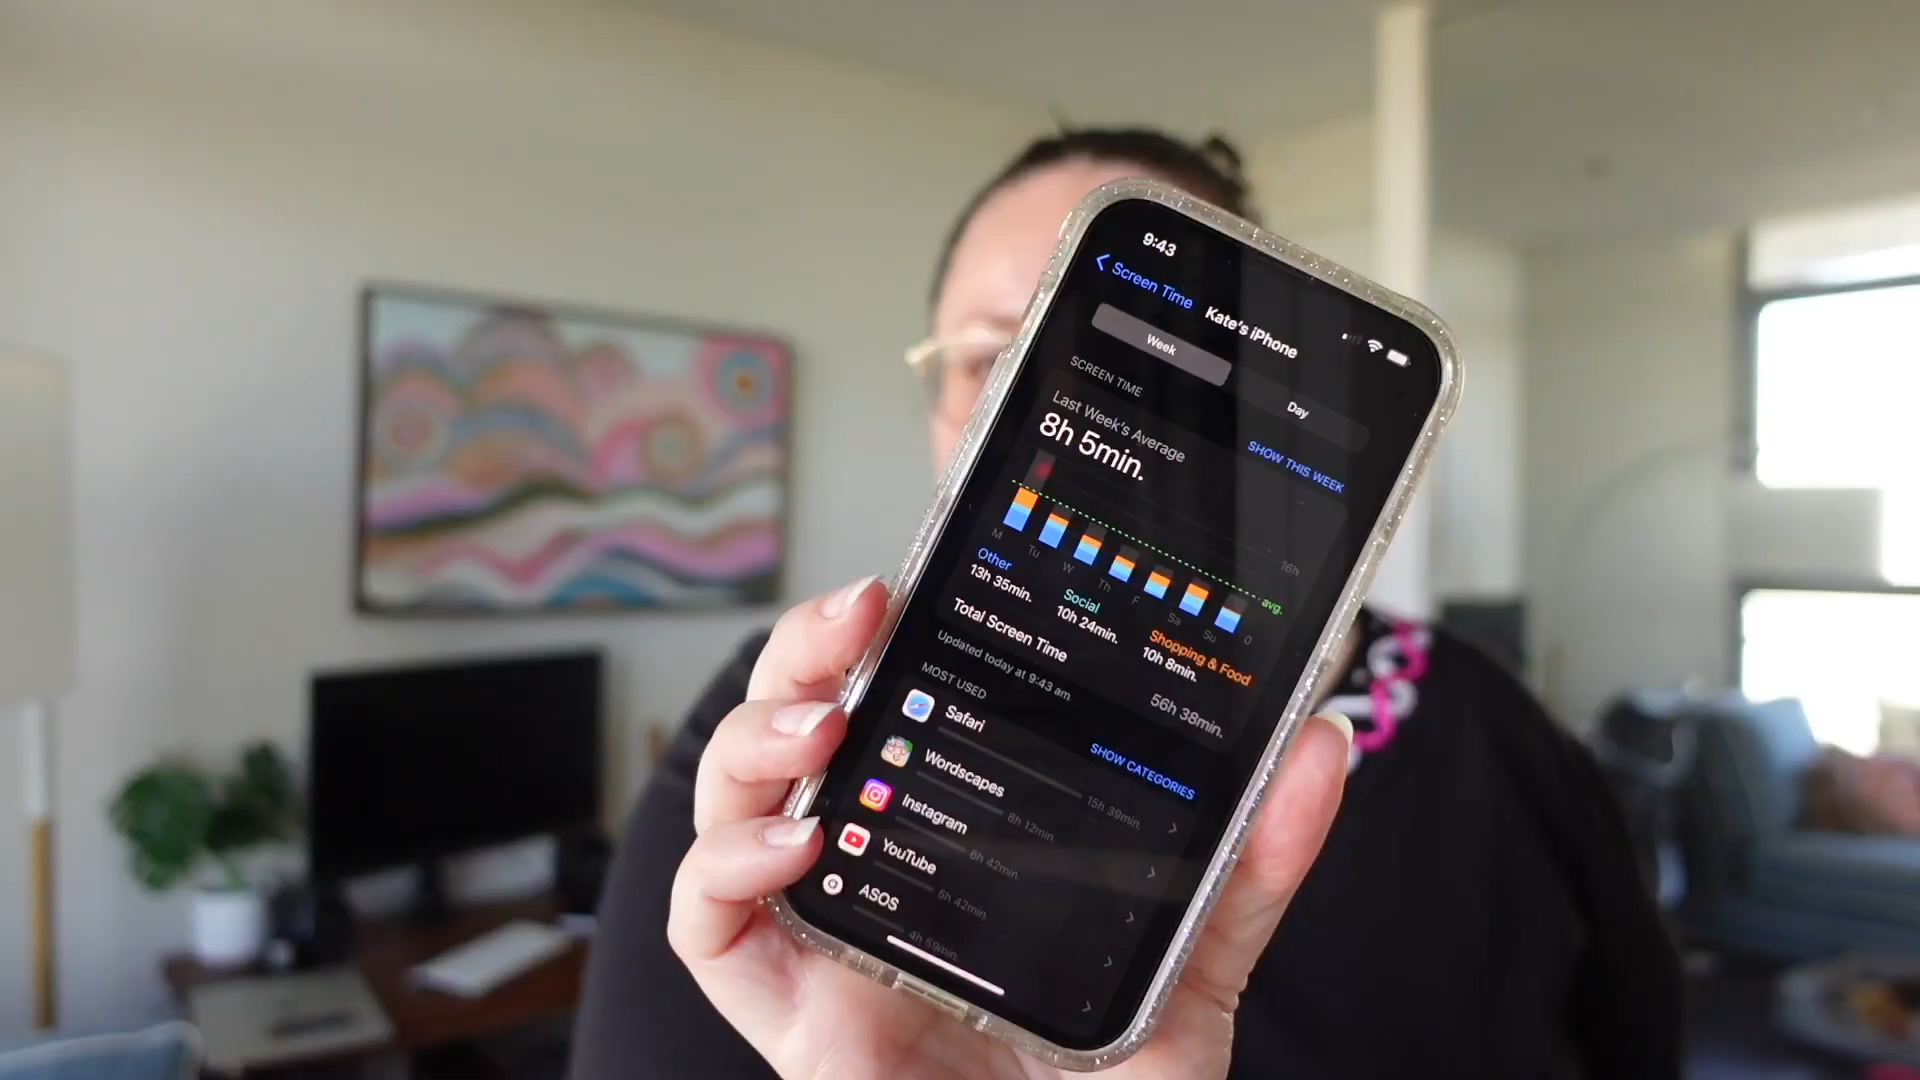 9:43
Screen Time
Kate's iPhone
Week
Day
SCREEN TIME
Last Week's Average
8h 5min.
SHOW THIS WEEK
16h
avg.
0
M Tu W Th F Sa Su
Other
13h 35min.
Social
10h 24min.
Shopping & Food
10h 8min.
Total Screen Time
56h 38min.
Updated today at 9:43 am
MOST USED
SHOW CATEGORIES
Safari
15h 39min.
Wordscapes
8h 12min.
Instagram
6h 42min.
YouTube
ASOS
4h 59min.